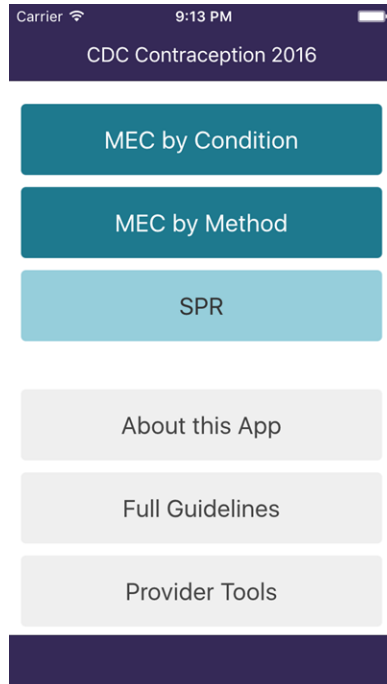 Carrier 9:13 PM
CDC Contraception 2016
MEC by Condition
MEC by Method
SPR
About this App
Full Guidelines
Provider Tools